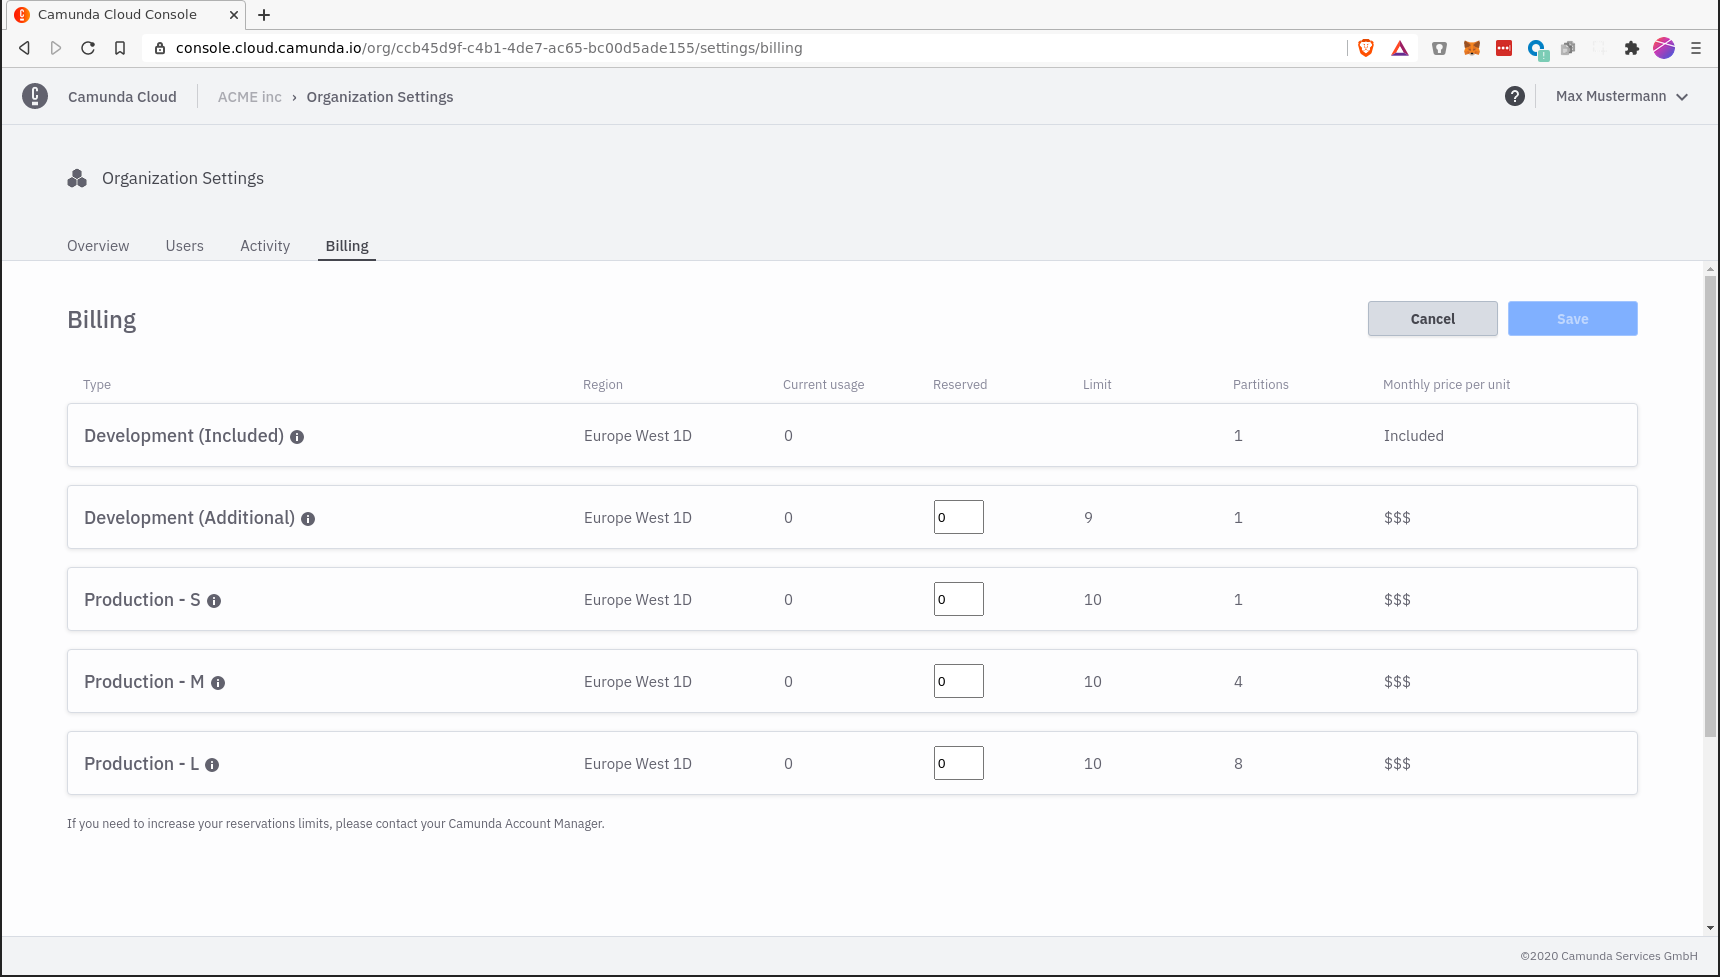 Camunda Cloud Console
console.cloud.camunda.io/org/ccb45d9f-c4b1-4de7-ac65-bc00d5ade155/settings/billing
Camunda Cloud ACME inc › Organization Settings ? Max Mustermann
Organization Settings
Overview Users Activity Billing
Billing Cancel Save
Type Region Current usage Reserved Limit Partitions Monthly price per unit
Development (Included) Europe West 1D 0 1 Included
Development (Additional) Europe West 1D 0 0 9 1 $$$
Production - S Europe West 1D 0 0 10 1 $$$
Production - M Europe West 1D 0 0 10 4 $$$
Production - L Europe West 1D 0 0 10 8 $$$
If you need to increase your reservations limits, please contact your Camunda Account Manager.
©2020 Camunda Services GmbH